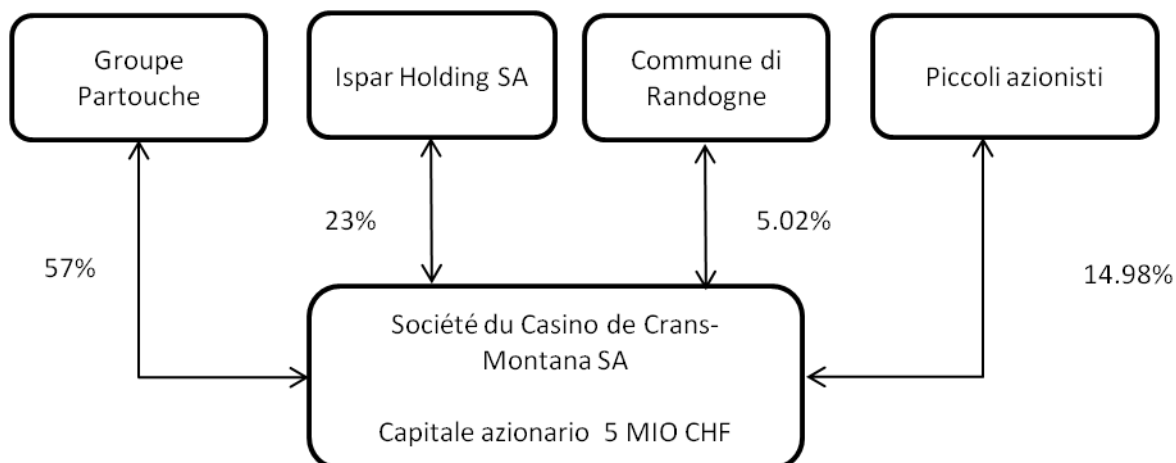 Groupe
Partouche
Ispar Holding SA
Commune di
Randogne
Piccoli azionisti
23%
5.02%
57%
14.98%
Société du Casino de Crans-
Montana SA
Capitale azionario 5 MIO CHF